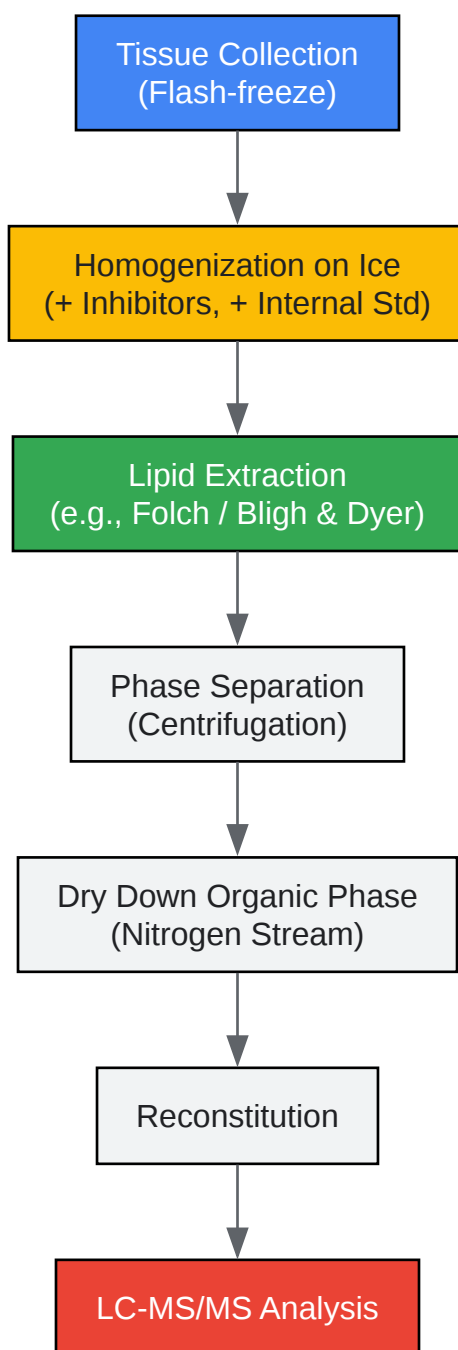 Tissue Collection
(Flash-freeze)
Homogenization on Ice
(+ Inhibitors, + Internal Std)
Lipid Extraction
(e.g., Folch / Bligh & Dyer)
Phase Separation
(Centrifugation)
Dry Down Organic Phase
(Nitrogen Stream)
Reconstitution
LC-MS/MS Analysis